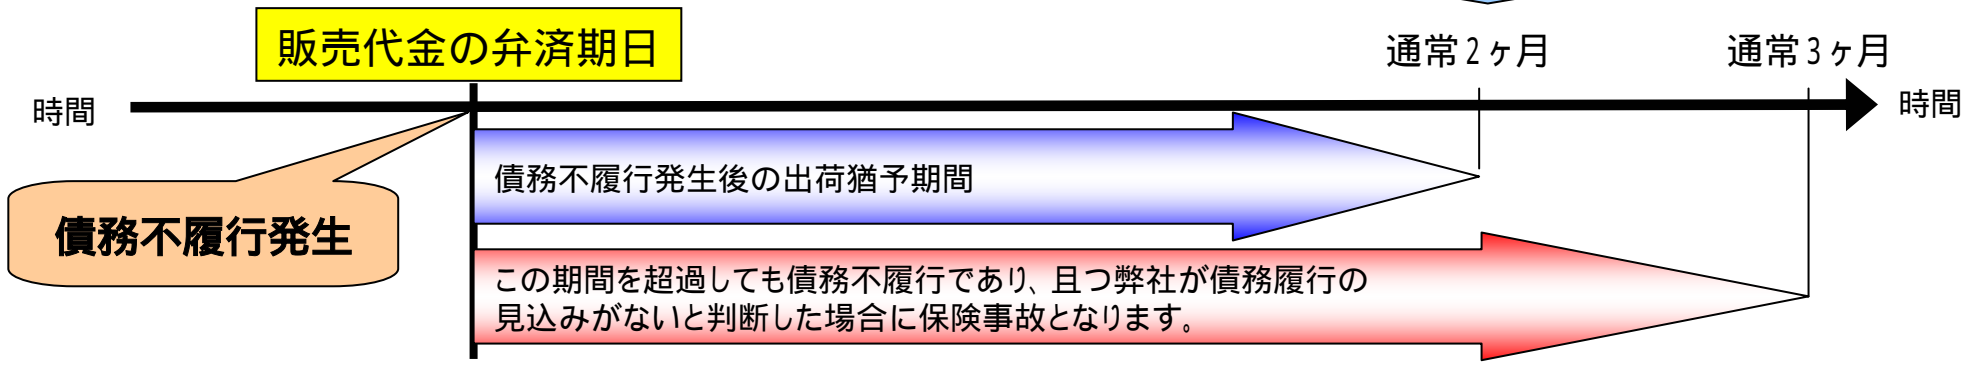 販売代金の弁済期日
通常2ヶ月
通常3ヶ月
時間
時間
債務不履行発生後の出荷猶予期間
債務不履行発生
この期間を超過しても債務不履行であり、且つ弊社が債務履行の
見込みがないと判断した場合に保険事故となります。